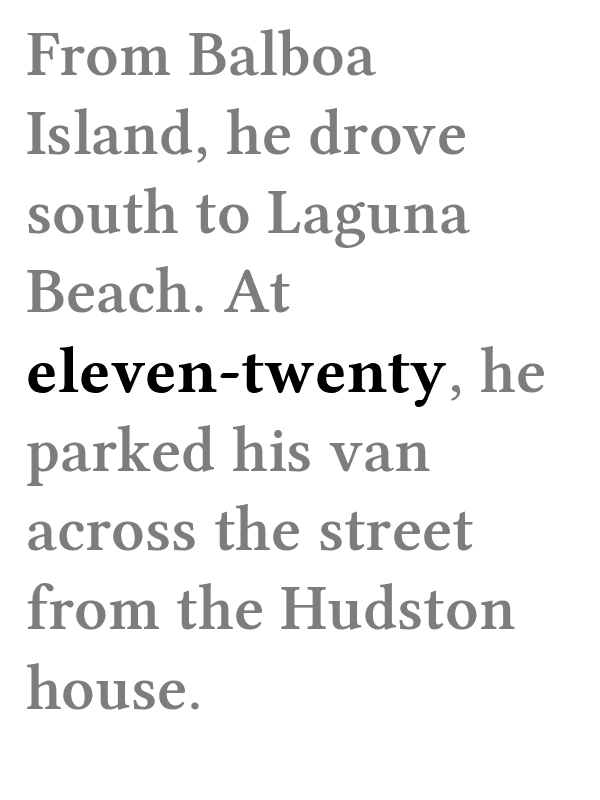 From Balboa
Island, he drove
south to Laguna
Beach. At
eleven-twenty, he
parked his van
across the street
from the Hudston
house.